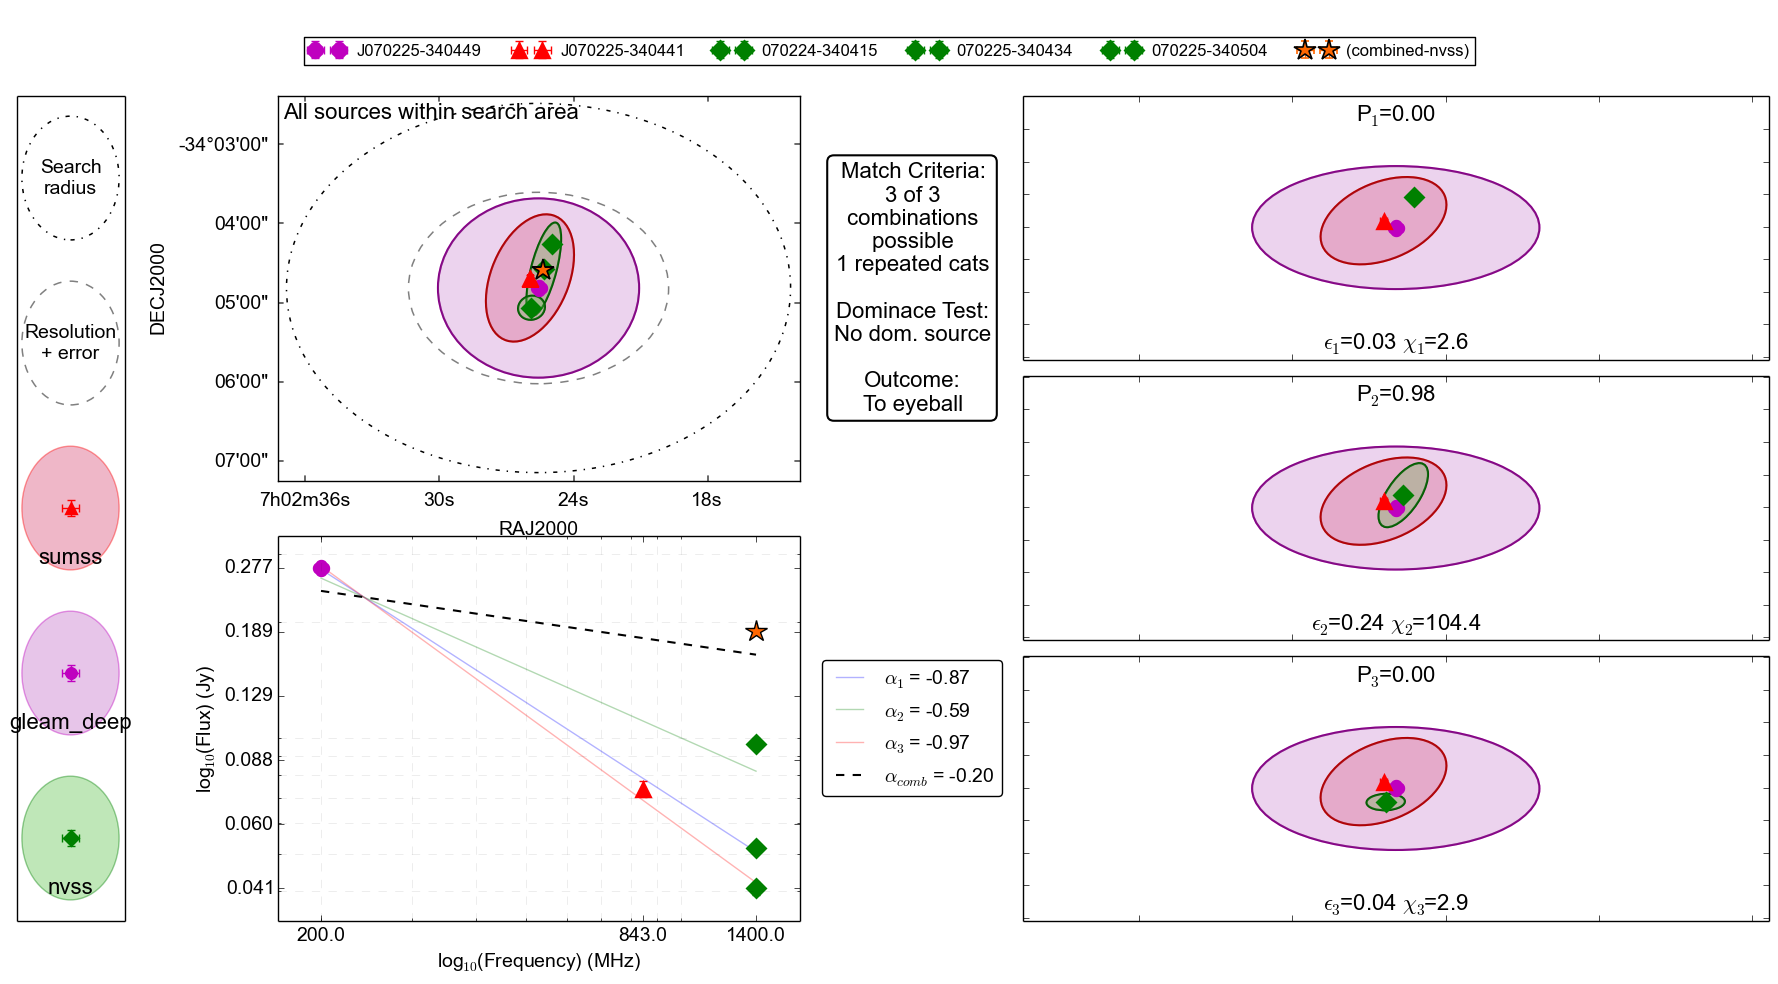 J070225-340449 J070225-340441 070224-340415 070225-340434 070225-340504 (combined-nvss)
Search
radius
Resolution
+ error
sumss
gleam_deep
nvss
All sources within search area
DECJ2000
-34°03'00"
04'00"
05'00"
06'00"
07'00"
7h02m36s 30s 24s 18s
RAJ2000
log10(Flux) (Jy)
0.277
0.189
0.129
0.088
0.060
0.041
200.0 843.0 1400.0
log10(Frequency) (MHz)
Match Criteria:
3 of 3
combinations
possible
1 repeated cats
Dominace Test:
No dom. source
Outcome:
To eyeball
α1 = -0.87
α2 = -0.59
α3 = -0.97
αcomb = -0.20
P1=0.00
ϵ1=0.03 χ1=2.6
P2=0.98
ϵ2=0.24 χ2=104.4
P3=0.00
ϵ3=0.04 χ3=2.9